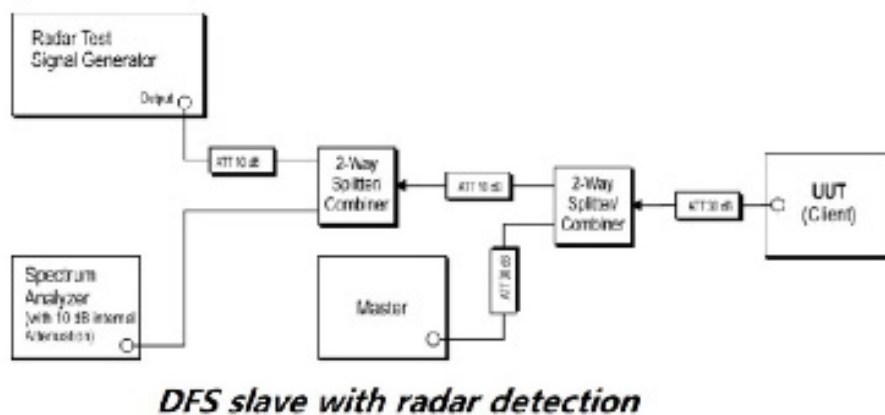 Radar Test
Signal Generator
Output
ATT 10 dB
2-Way
Splitter/
Combiner
ATT 10 dB
2-Way
Splitter/
Combiner
ATT 30 dB
UUT
(Client)
ATT 30 dB
Spectrum
Analyzer
(with 10 dB internal
Attenuation)
Master
DFS slave with radar detection